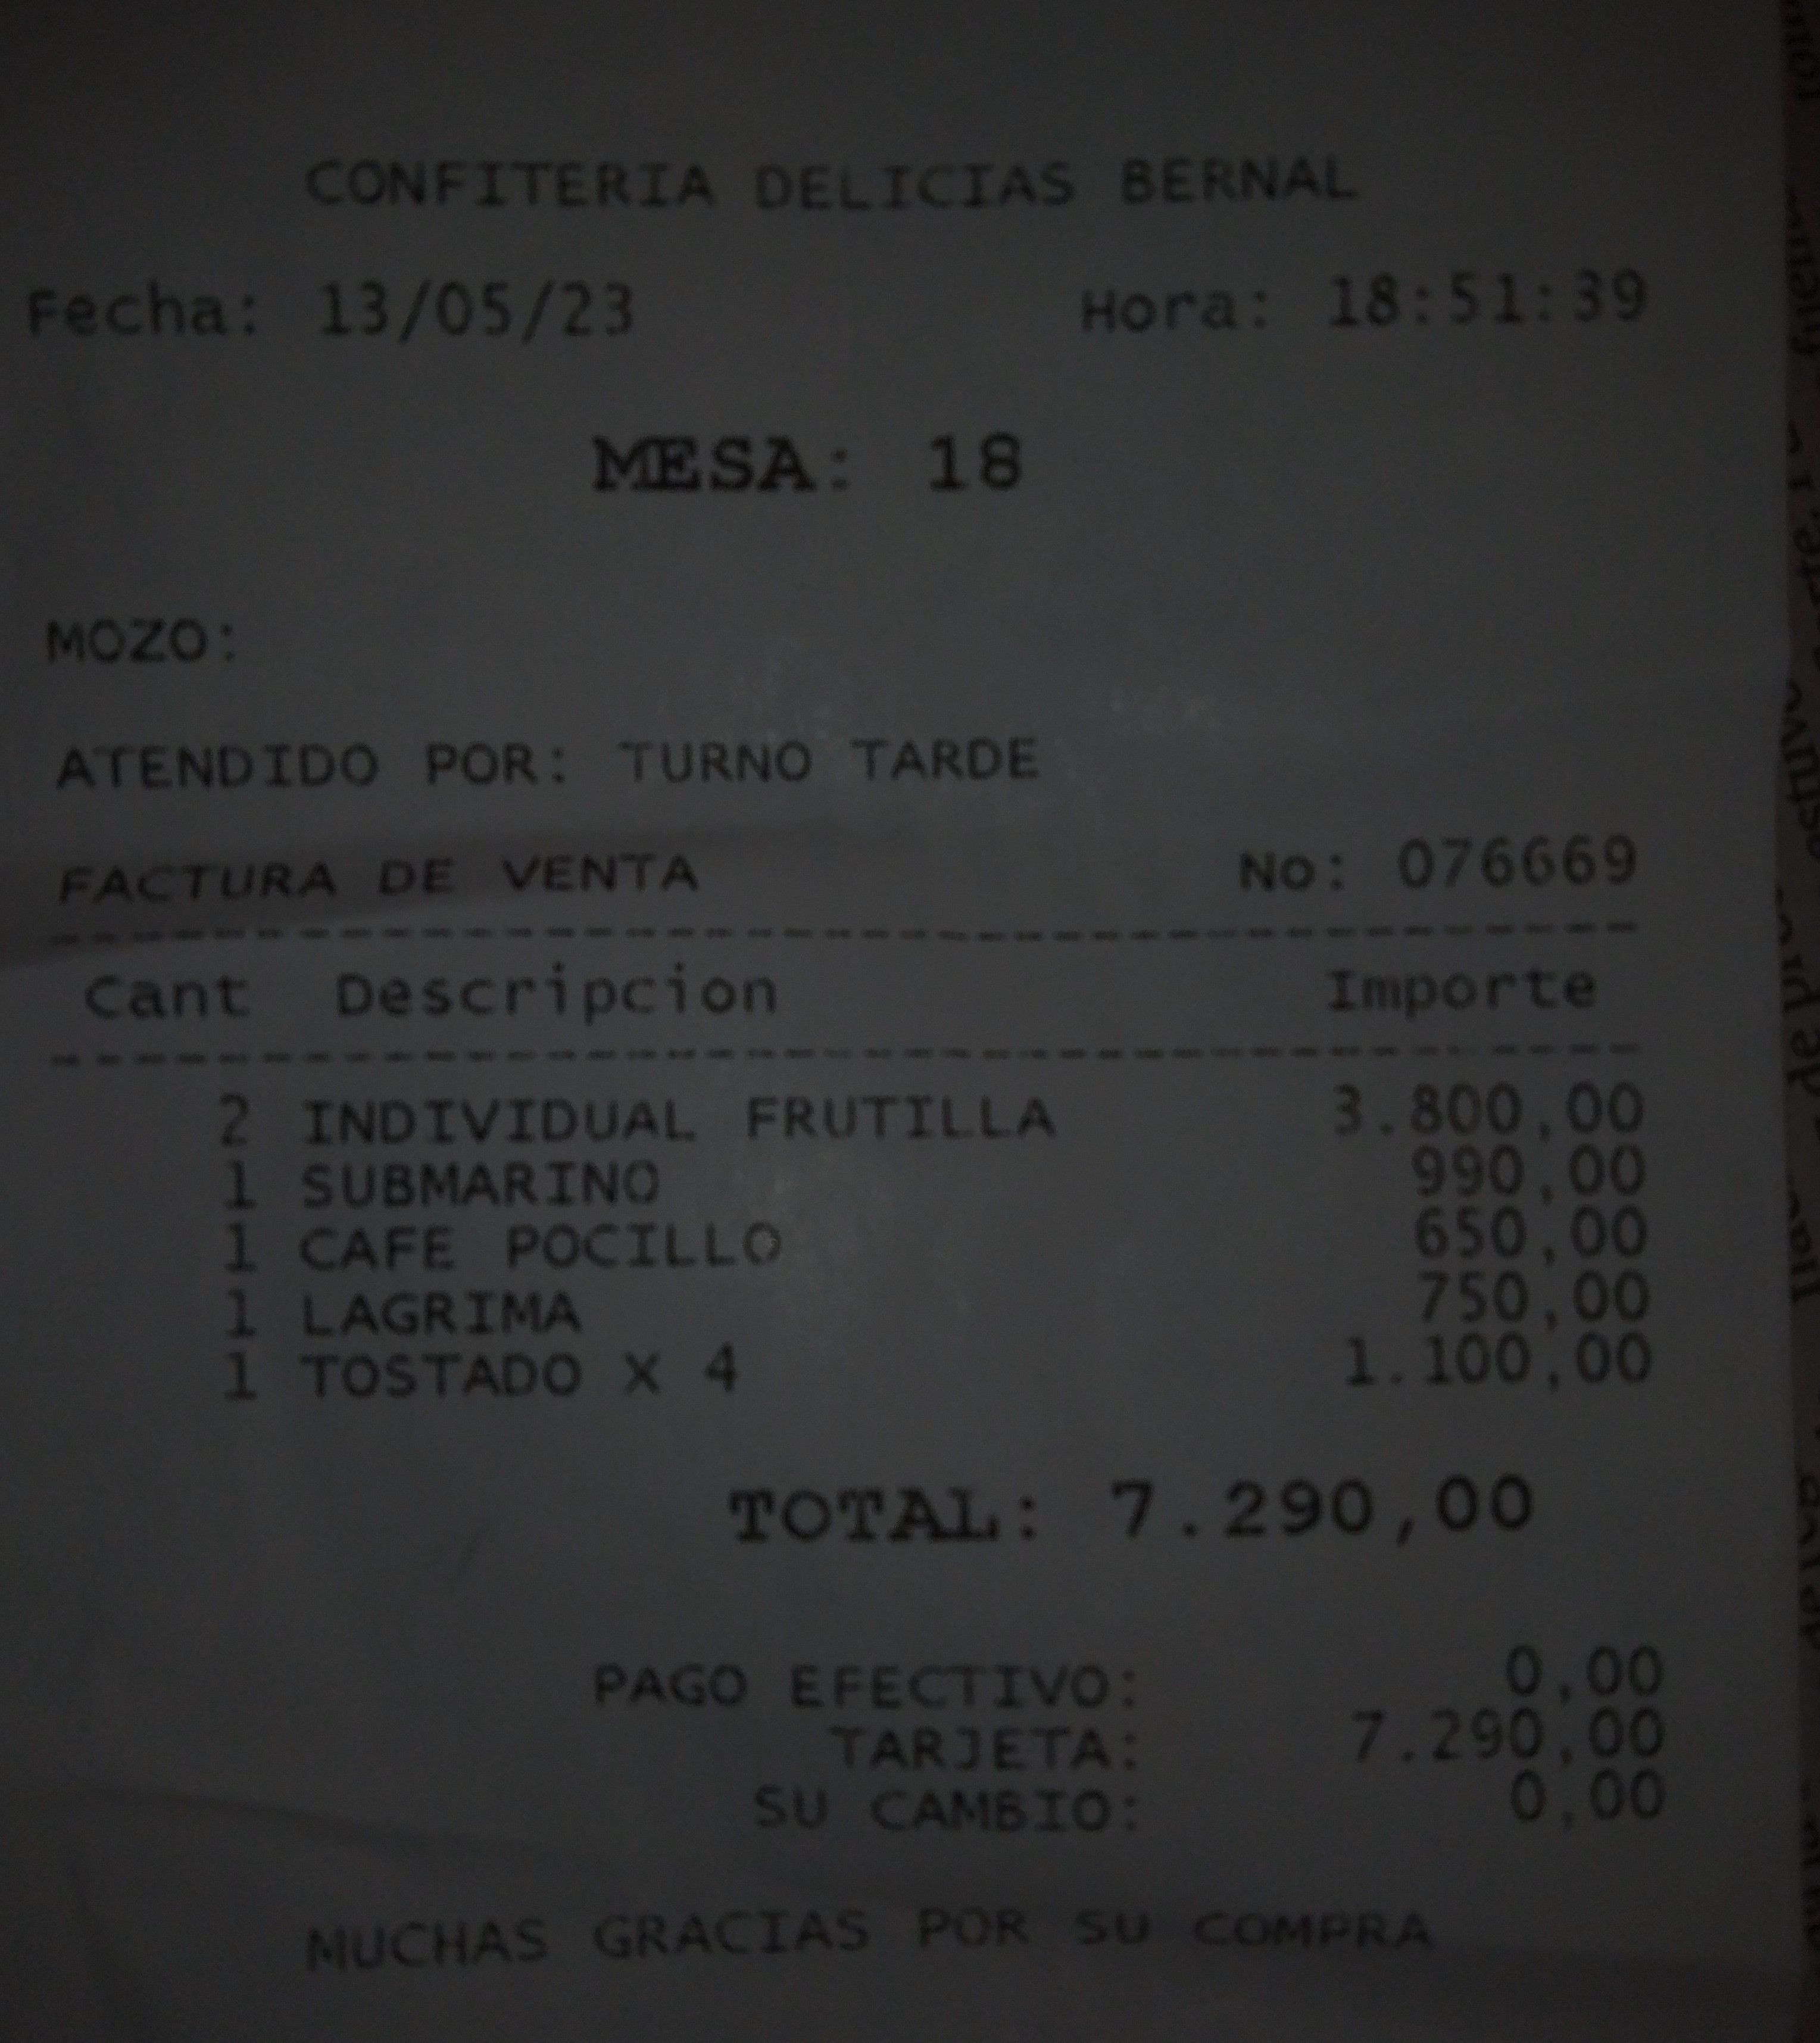 CONFITERIA DELICIAS BERNAL
Fecha: 13/05/23 Hora: 18:51:39
MESA: 18
MOZO:
ATENDIDO POR: TURNO TARDE
FACTURA DE VENTA No: 076669
Cant Descripcion Importe
2 INDIVIDUAL FRUTILLA 3.800,00
1 SUBMARINO 990,00
1 CAFE POCILLO 650,00
1 LAGRIMA 750,00
1 TOSTADO X 4 1.100,00
TOTAL: 7.290,00
PAGO EFECTIVO: 0,00
TARJETA: 7.290,00
SU CAMBIO: 0,00
MUCHAS GRACIAS POR SU COMPRA